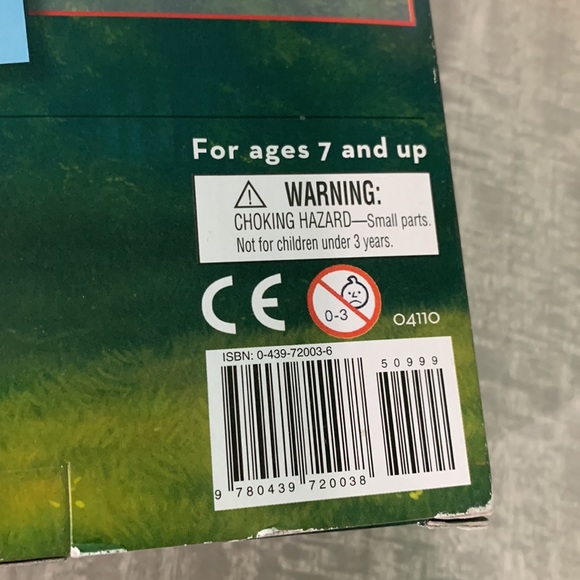 For ages 7 and up
WARNING:
CHOKING HAZARD—Small parts.
Not for children under 3 years.
CE
0-3
04110
ISBN: 0-439-72003-6
50999
9 780439 720038